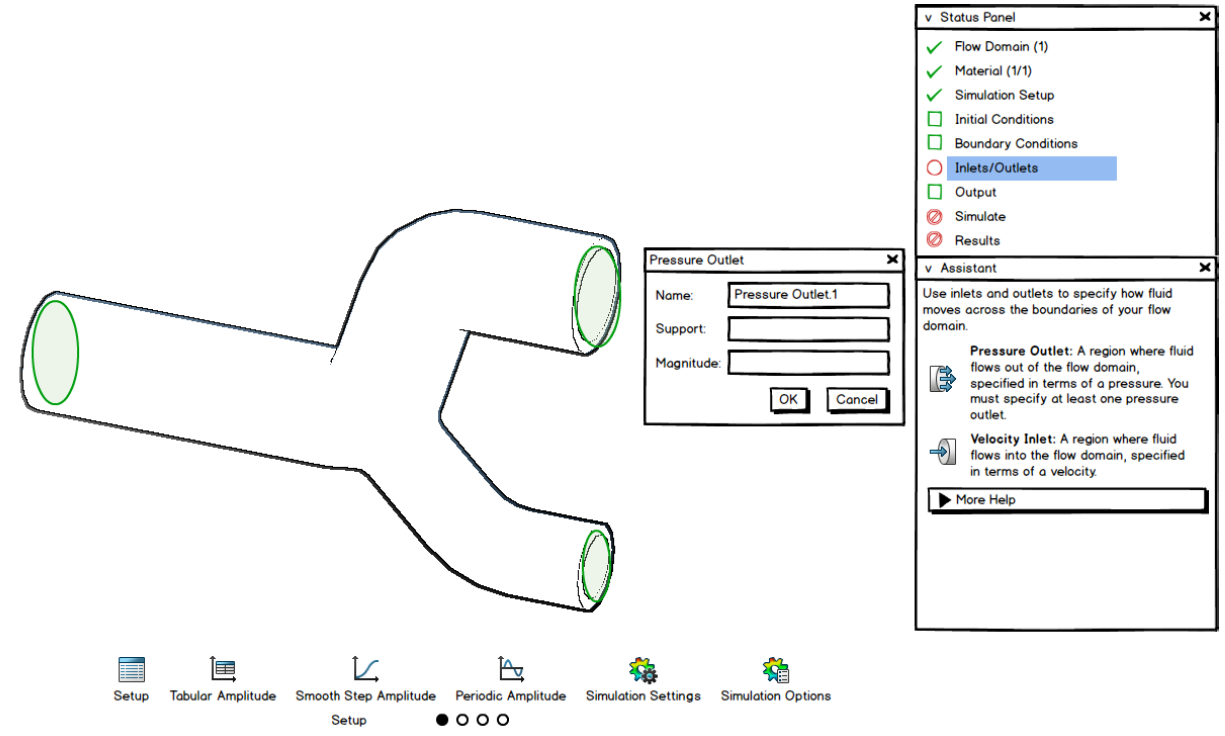 v Status Panel
Flow Domain (1)
Material (1/1)
Simulation Setup
Initial Conditions
Boundary Conditions
Inlets/Outlets
Output
Simulate
Results
Pressure Outlet
Name: Pressure Outlet.1
Support:
Magnitude:
OK Cancel
v Assistant
Use inlets and outlets to specify how fluid
moves across the boundaries of your flow
domain.
Pressure Outlet: A region where fluid
flows out of the flow domain,
specified in terms of a pressure. You
must specify at least one pressure
outlet.
Velocity Inlet: A region where fluid
flows into the flow domain, specified
in terms of a velocity.
More Help
Setup Tabular Amplitude Smooth Step Amplitude Periodic Amplitude Simulation Settings Simulation Options
Setup